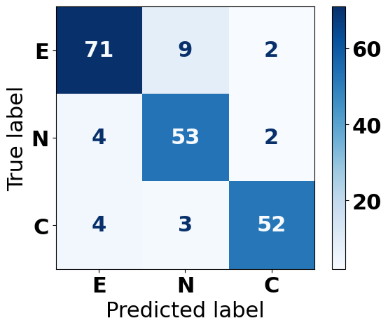 E 71 9 2
N 4 53 2
C 4 3 52
E N C
Predicted label
True label
60
40
20